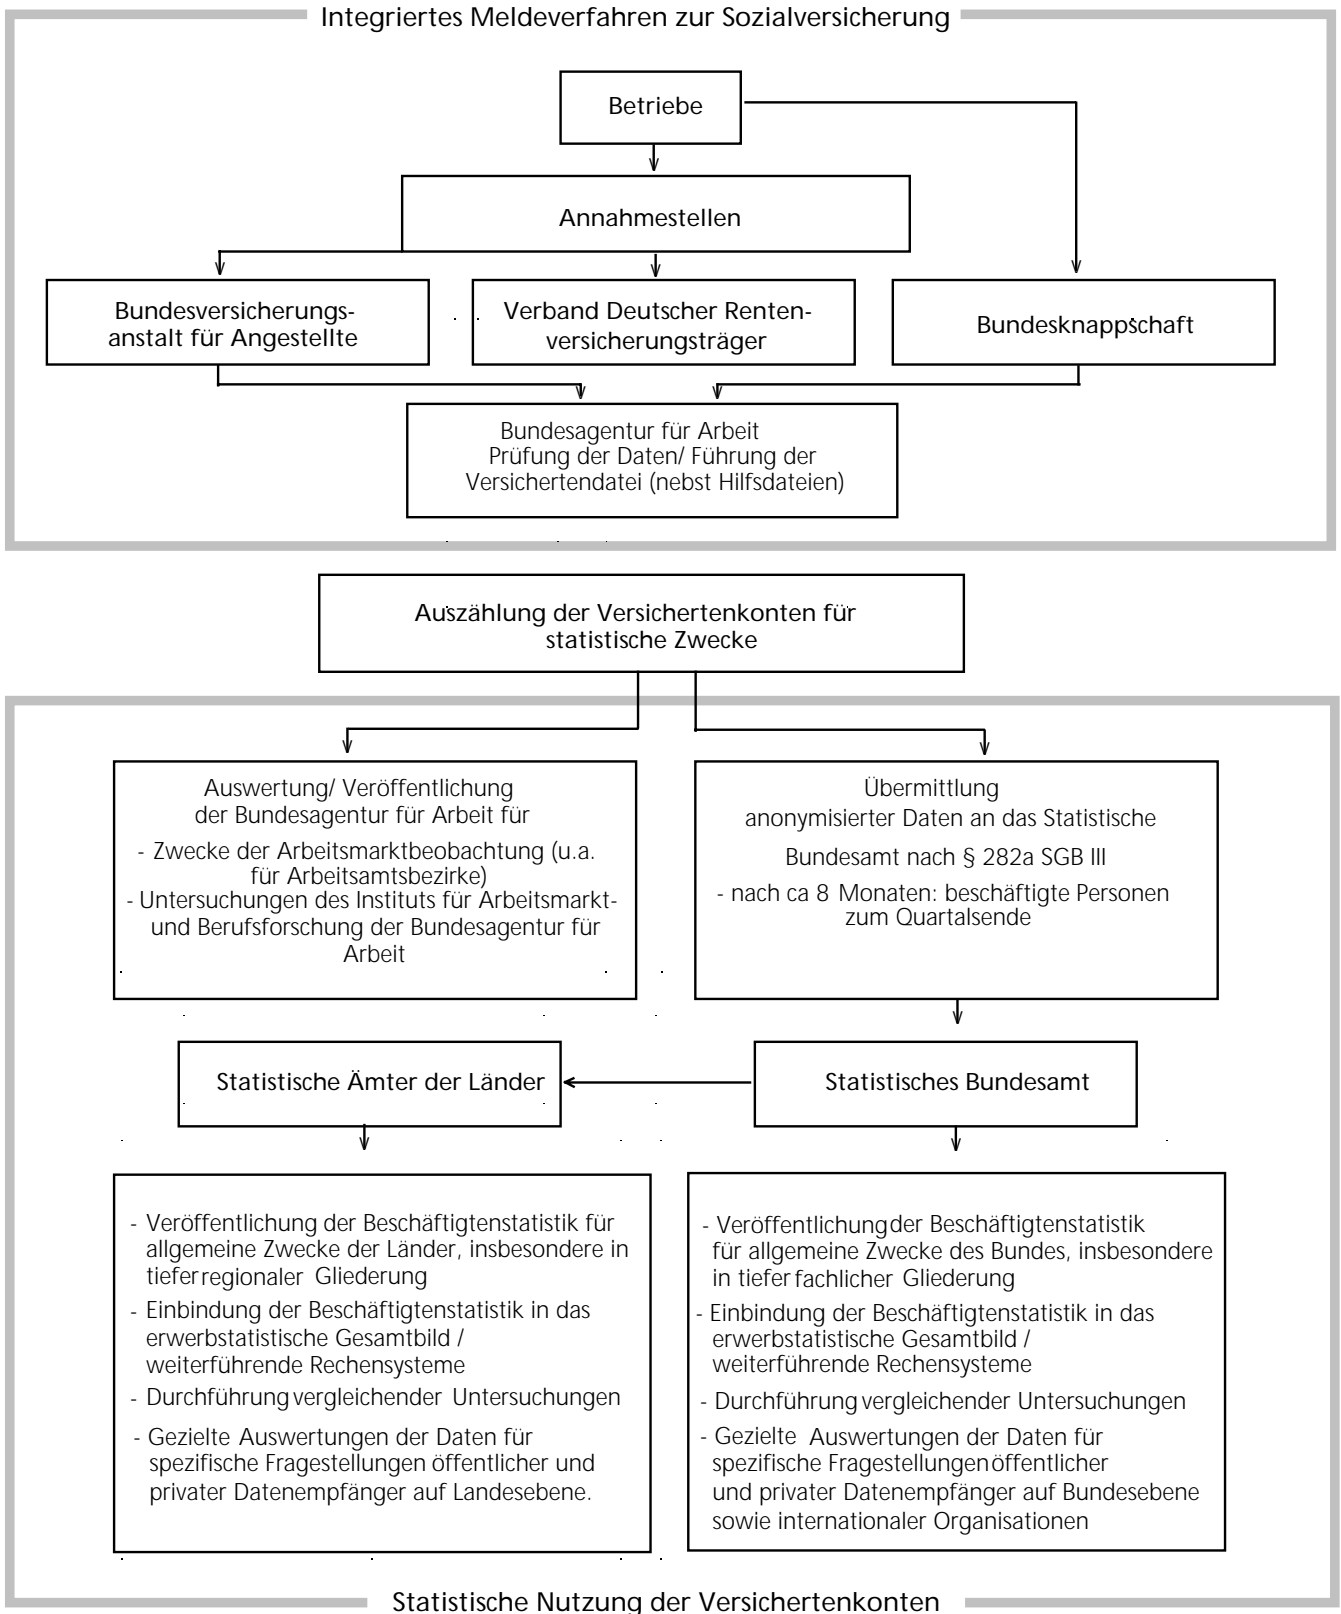 Integriertes Meldeverfahren zur Sozialversicherung
Betriebe
Annahmestellen
Bundesversicherungs-
anstalt für Angestellte
Verband Deutscher Renten-
versicherungsträger
Bundesknappschaft
Bundesagentur für Arbeit
Prüfung der Daten/ Führung der
Versichertendatei (nebst Hilfsdateien)
Auszählung der Versichertenkonten für
statistische Zwecke
Auswertung/ Veröffentlichung
der Bundesagentur für Arbeit für
- Zwecke der Arbeitsmarktbeobachtung (u.a.
für Arbeitsamtsbezirke)
- Untersuchungen des Instituts für Arbeitsmarkt-
und Berufsforschung der Bundesagentur für
Arbeit
Übermittlung
anonymisierter Daten an das Statistische
Bundesamt nach § 282a SGB III
- nach ca 8 Monaten: beschäftigte Personen
zum Quartalsende
Statistische Ämter der Länder
Statistisches Bundesamt
- Veröffentlichung der Beschäftigtenstatistik für
allgemeine Zwecke der Länder, insbesondere in
tiefer regionaler Gliederung
- Einbindung der Beschäftigtenstatistik in das
erwerbstatistische Gesamtbild /
weiterführende Rechensysteme
- Durchführung vergleichender Untersuchungen
- Gezielte Auswertungen der Daten für
spezifische Fragestellungen öffentlicher und
privater Datenempfänger auf Landesebene.
- Veröffentlichung der Beschäftigtenstatistik
für allgemeine Zwecke des Bundes, insbesondere
in tiefer fachlicher Gliederung
- Einbindung der Beschäftigtenstatistik in das
erwerbstatistische Gesamtbild /
weiterführende Rechensysteme
- Durchführung vergleichender Untersuchungen
- Gezielte Auswertungen der Daten für
spezifische Fragestellungen öffentlicher
und privater Datenempfänger auf Bundesebene
sowie internationaler Organisationen
Statistische Nutzung der Versichertenkonten